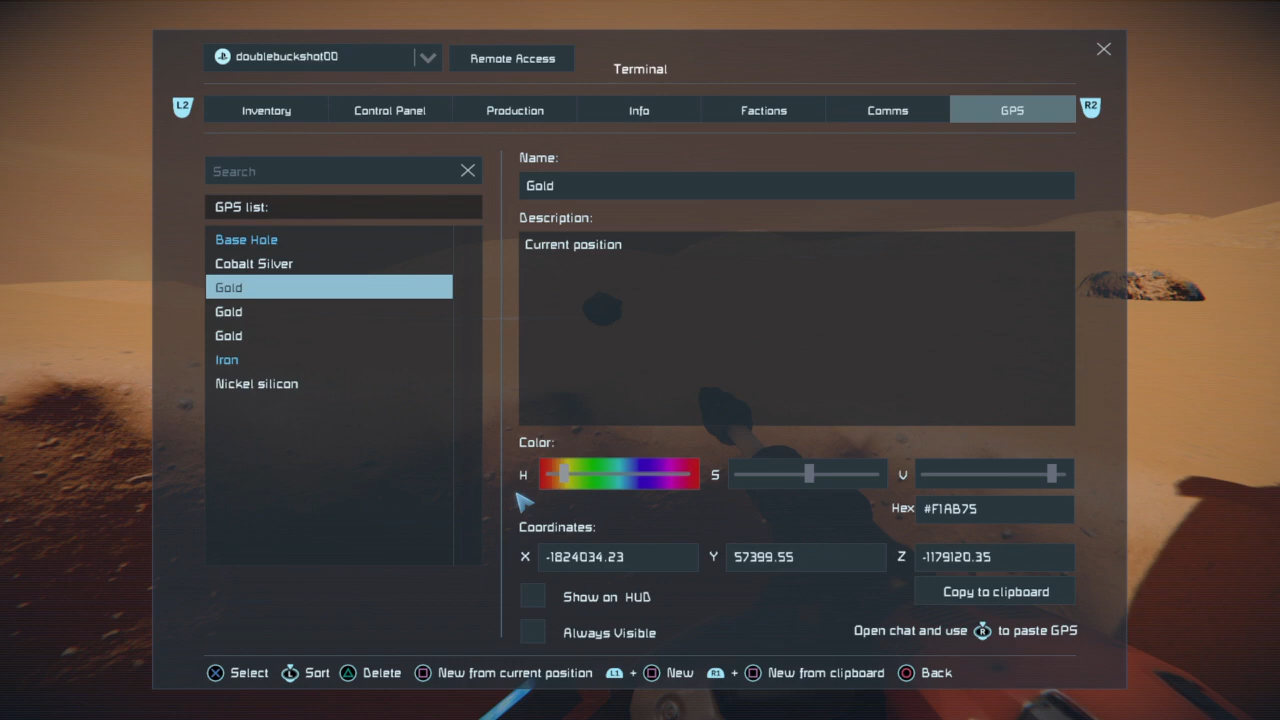 doublebuckshot00
Remote Access
Terminal
L2
Inventory
Control Panel
Production
Info
Factions
Comms
GPS
R2
Search
GPS list:
Base Hole
Cobalt Silver
Gold
Gold
Gold
Iron
Nickel silicon
Name:
Gold
Description:
Current position
Color:
H
S
V
Hex #F1AB75
Coordinates:
X -1824034.23 Y 57399.55 Z -1179120.35
Show on HUD
Copy to clipboard
Always Visible
Open chat and use R to paste GPS
Select L Sort Delete New from current position L1 + New R1 + New from clipboard Back